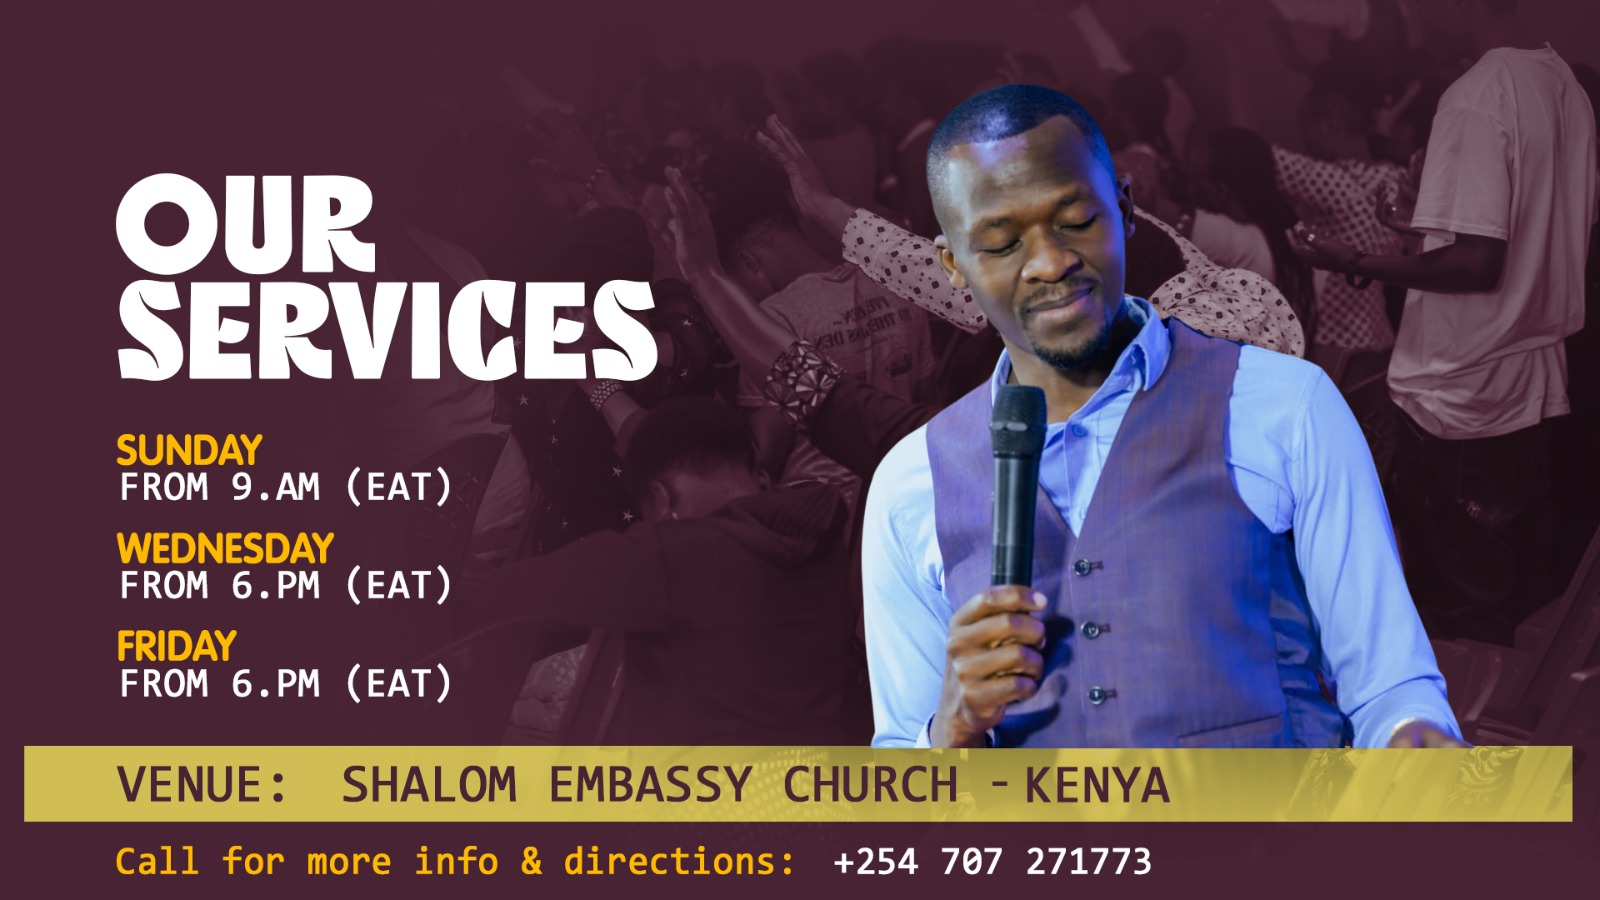 OUR
SERVICES
SUNDAY
FROM 9.AM (EAT)
WEDNESDAY
FROM 6.PM (EAT)
FRIDAY
FROM 6.PM (EAT)
VENUE: SHALOM EMBASSY CHURCH - KENYA
Call for more info & directions: +254 707 271773